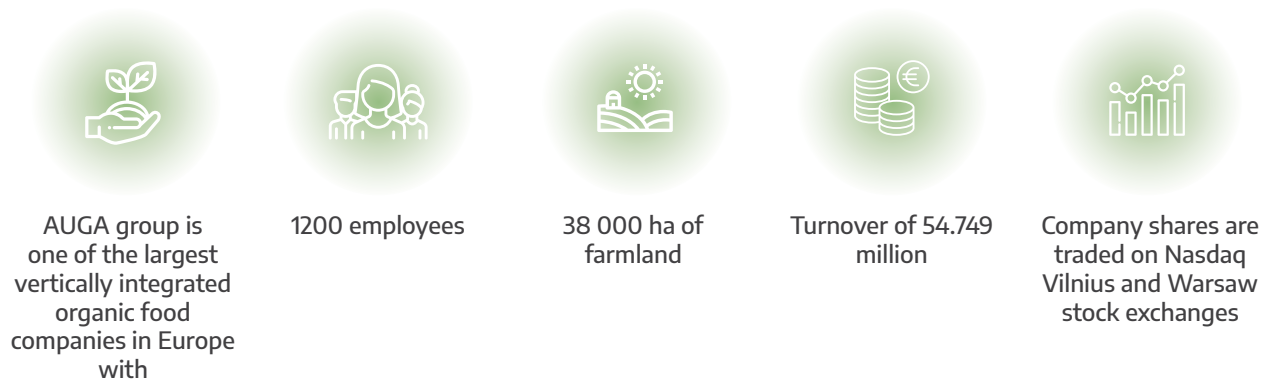 AUGA group is
one of the largest
vertically integrated
organic food
companies in Europe
with
1200 employees
38 000 ha of
farmland
€
Turnover of 54.749
million
Company shares are
traded on Nasdaq
Vilnius and Warsaw
stock exchanges